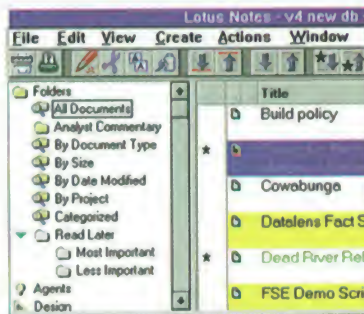 Lotus Notes - v4 new db
File Edit View Create Actions Window
Folders
All Documents
Analyst Commentary
By Document Type
By Size
By Date Modified
By Project
Categorized
Read Later
Most Important
Less Important
Agents
Design
Title
Build policy
Cowabunga
Datalens Fact S
Dead River Rel
FSE Demo Scri